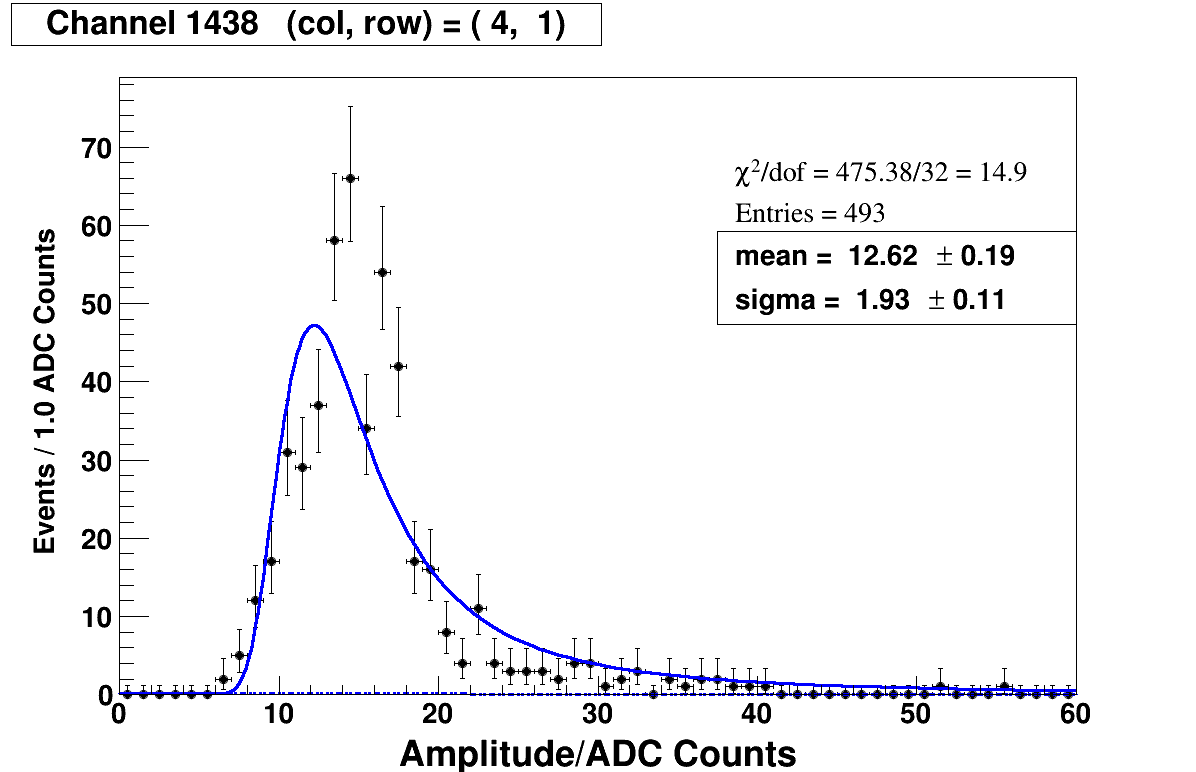 Channel 1438 (col, row) = ( 4, 1)
χ²/dof = 475.38/32 = 14.9
Entries = 493
mean = 12.62 ± 0.19
sigma = 1.93 ± 0.11
Events / 1.0 ADC Counts
70
60
50
40
30
20
10
0
0 10 20 30 40 50 60
Amplitude/ADC Counts